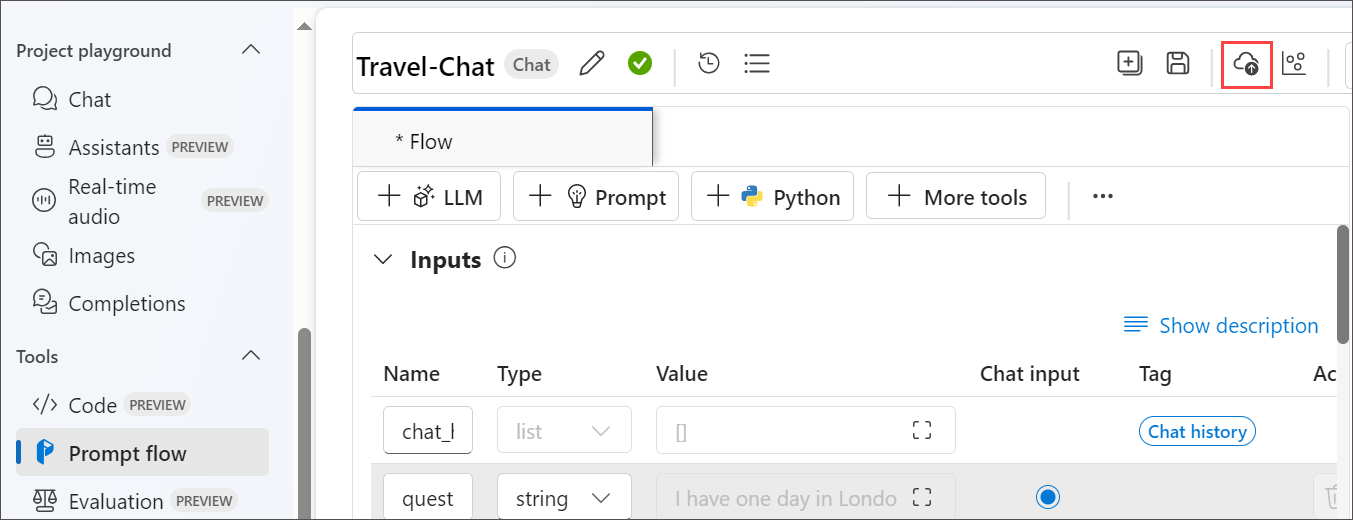 Project playground
Chat
Assistants PREVIEW
Real-time
audio PREVIEW
Images
Completions
Tools
Code PREVIEW
Prompt flow
Evaluation PREVIEW
Travel-Chat Chat
* Flow
LLM Prompt Python More tools ...
Inputs
Show description
Name Type Value Chat input Tag Ac
chat_h list [] Chat history
quest string I have one day in Londo